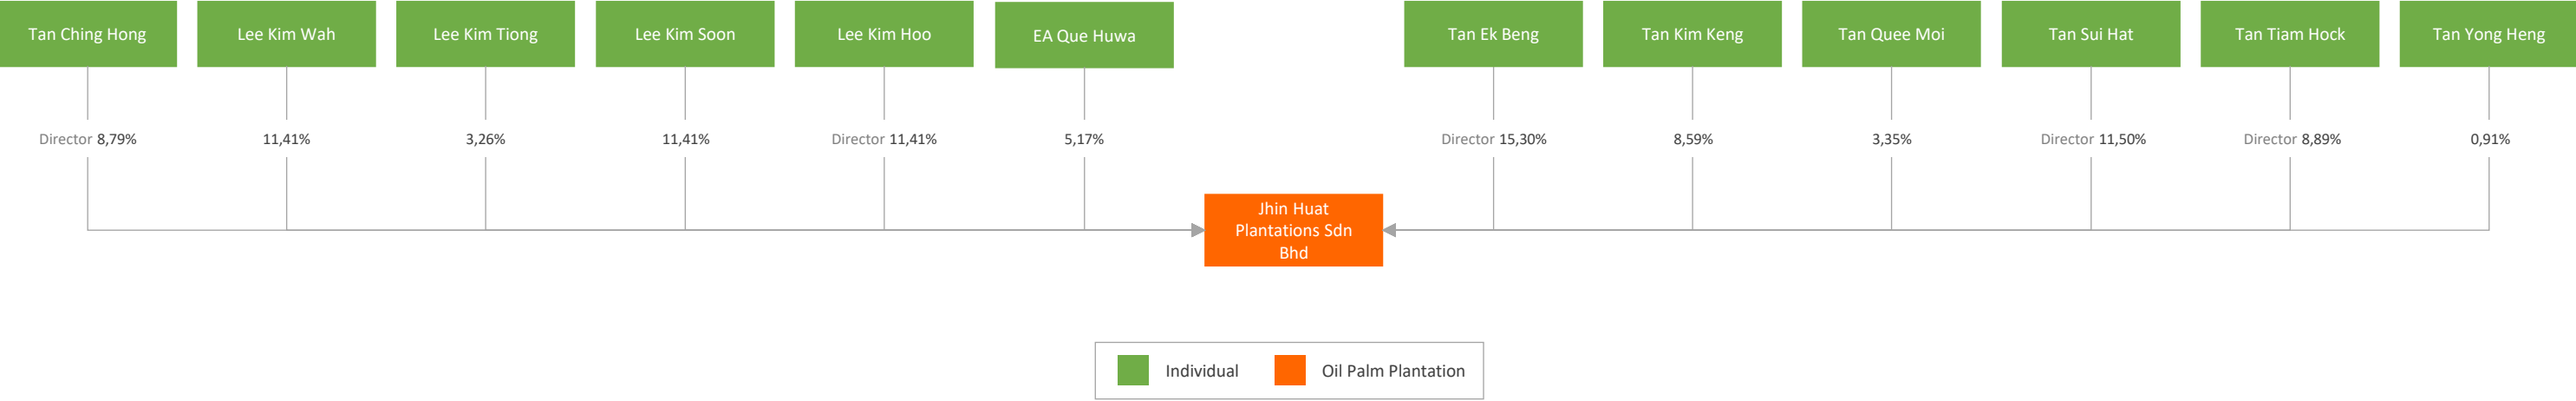 Tan Ching Hong
Lee Kim Wah
Lee Kim Tiong
Lee Kim Soon
Lee Kim Hoo
EA Que Huwa
Tan Ek Beng
Tan Kim Keng
Tan Quee Moi
Tan Sui Hat
Tan Tiam Hock
Tan Yong Heng
Director 8,79%
11,41%
3,26%
11,41%
Director 11,41%
5,17%
Director 15,30%
8,59%
3,35%
Director 11,50%
Director 8,89%
0,91%
Jhin Huat
Plantations Sdn
Bhd
Individual
Oil Palm Plantation